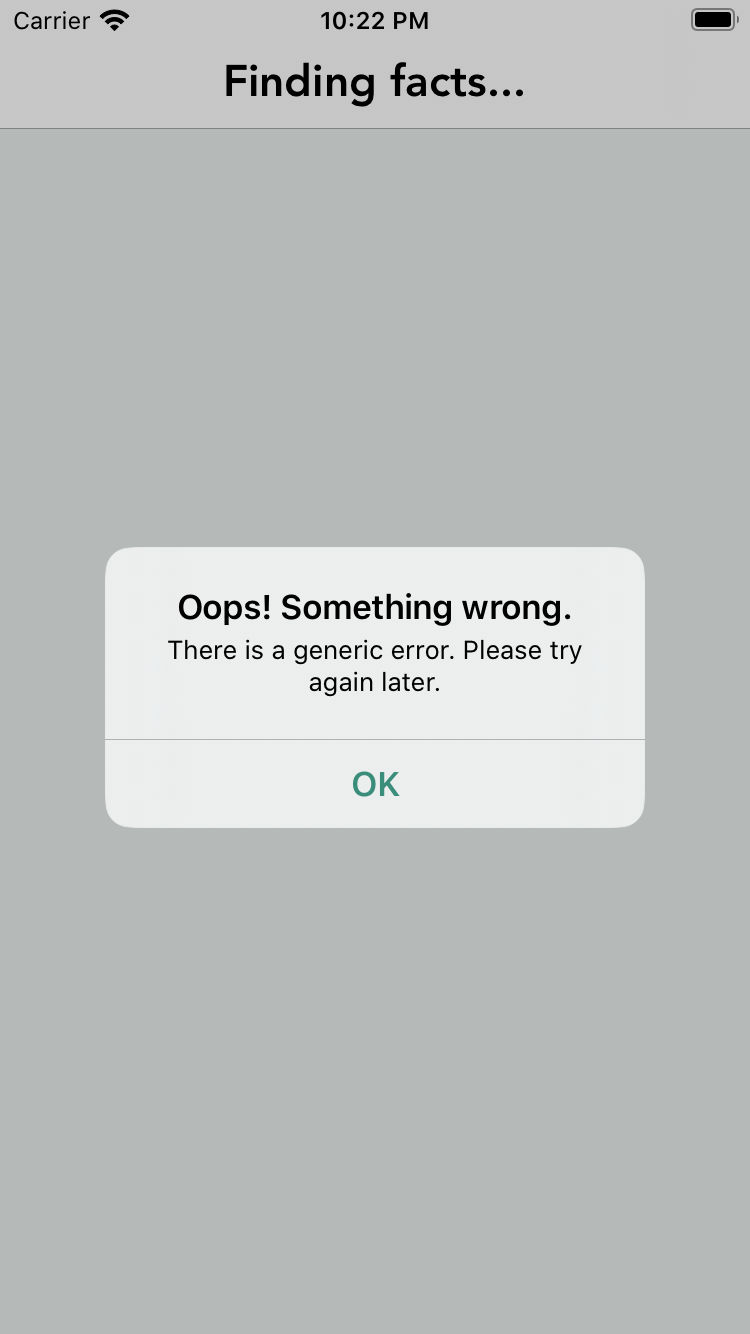 Carrier 10:22 PM
Finding facts...
Oops! Something wrong.
There is a generic error. Please try
again later.
OK